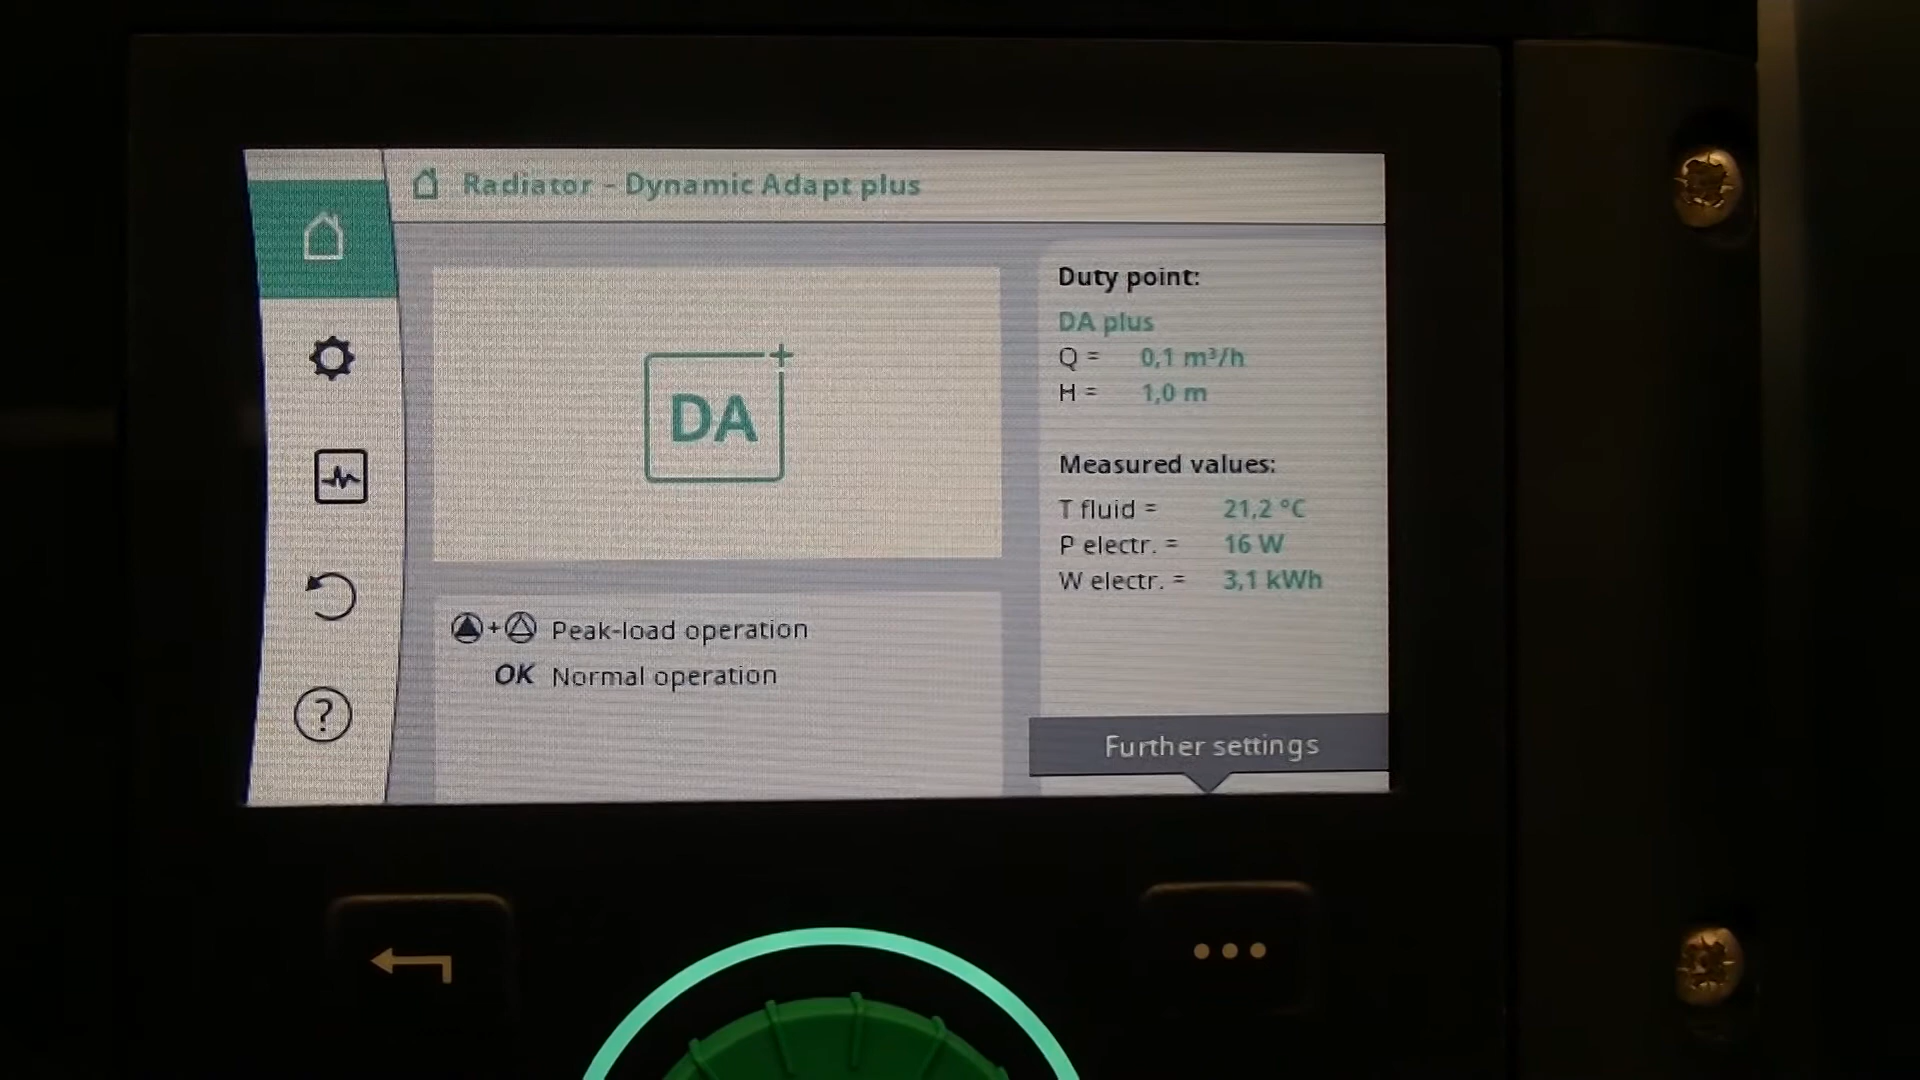 Radiator – Dynamic Adapt plus
DA+
Peak-load operation
OK Normal operation
Duty point:
DA plus
Q = 0,1 m³/h
H = 1,0 m
Measured values:
T fluid = 21,2 °C
P electr. = 16 W
W electr. = 3,1 kWh
Further settings